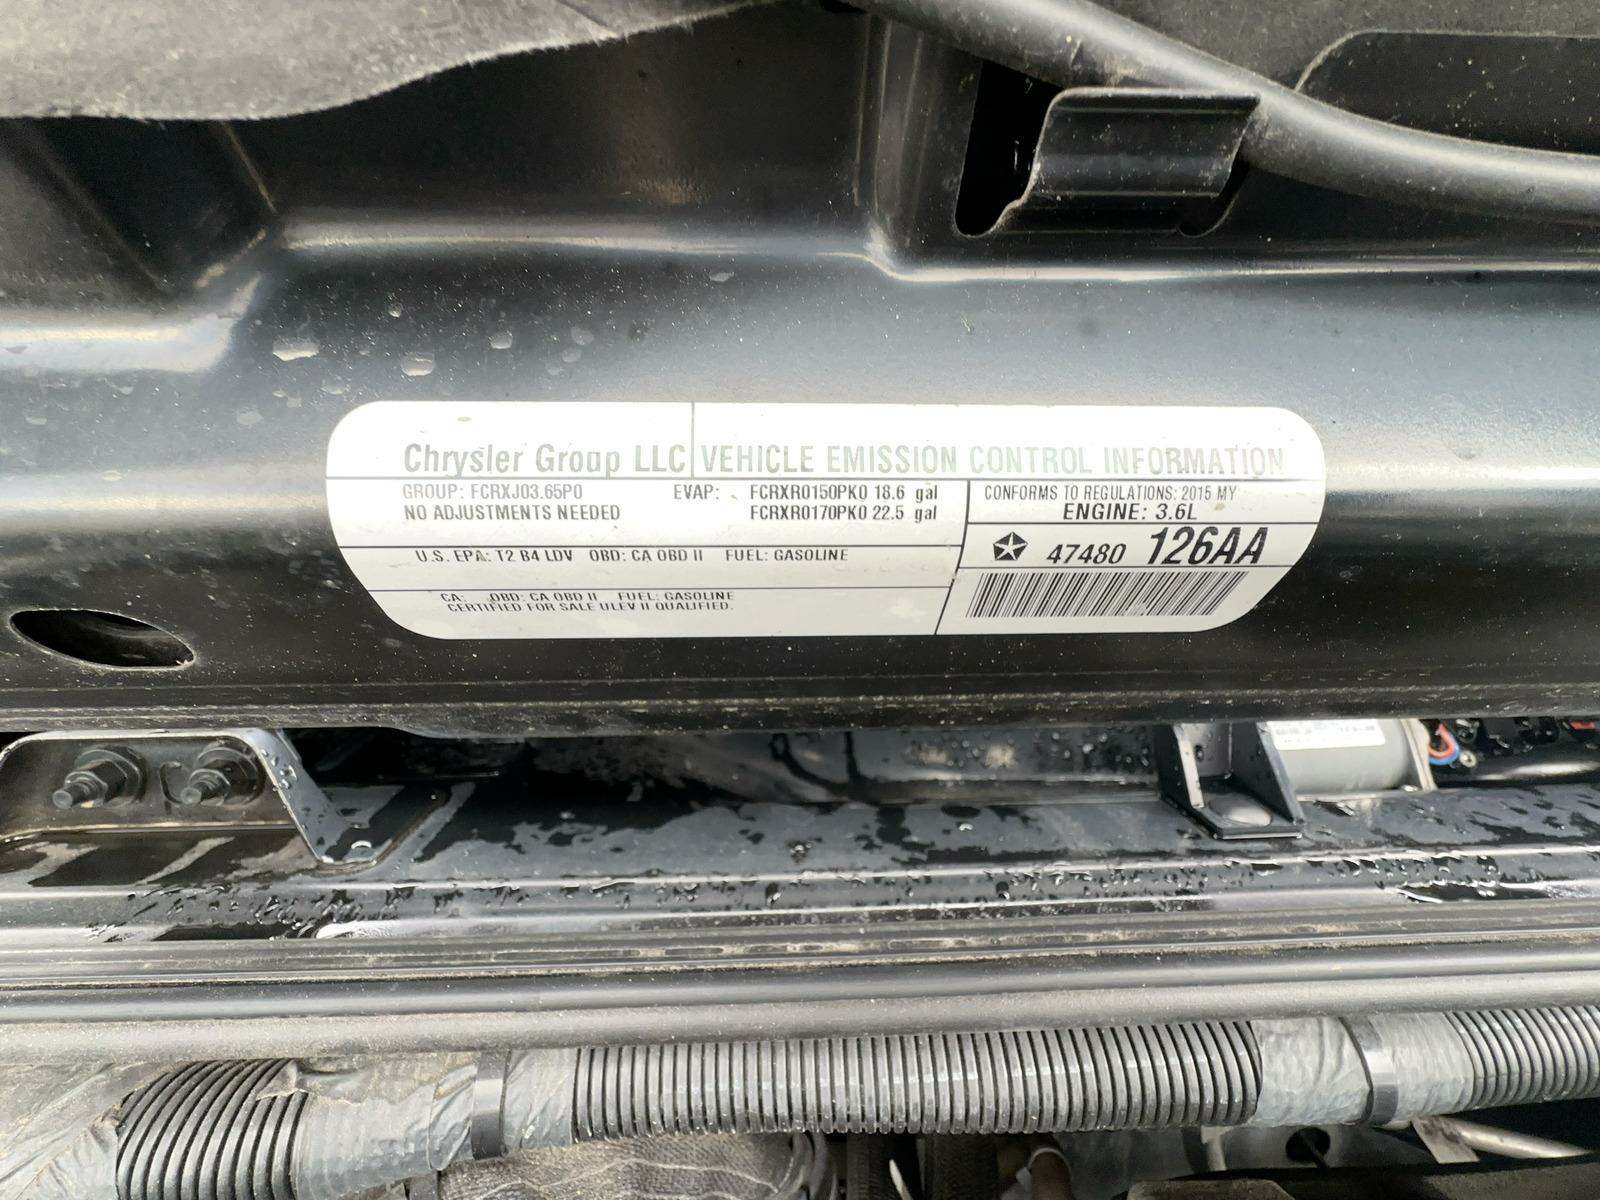 Chrysler Group LLC VEHICLE EMISSION CONTROL INFORMATION
GROUP: FCRXJ03.65P0
NO ADJUSTMENTS NEEDED
EVAP: FCRXR0150PK0 18.6 gal
FCRXR0170PK0 22.5 gal
CONFORMS TO REGULATIONS: 2015 MY
ENGINE: 3.6L
U.S. EPA: T2 B4 LDV OBD: CA OBD II FUEL: GASOLINE
47480 126AA
CA: OBD: CA OBD II FUEL: GASOLINE
CERTIFIED FOR SALE ULEV II QUALIFIED.